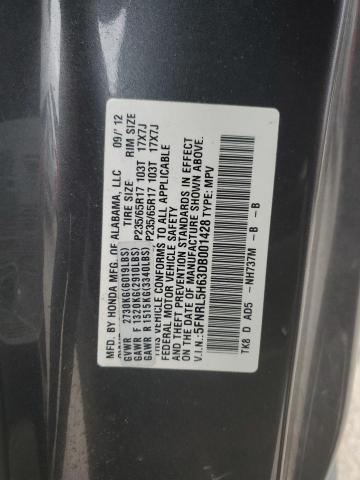 MFD. BY HONDA MFG. OF ALABAMA, LLC 09/12
GVWR 2730KG(6019LBS) TIRE SIZE RIM SIZE
GAWR F 1320KG(2910LBS) P235/65R17 103T 17X7J
GAWR R 1515KG(3340LBS) P235/65R17 103T 17X7J
THIS VEHICLE CONFORMS TO ALL APPLICABLE
FEDERAL MOTOR VEHICLE SAFETY
AND THEFT PREVENTION STANDARDS IN EFFECT
ON THE DATE OF MANUFACTURE SHOWN ABOVE.
V.I.N.:5FNRL5H63DB001428 TYPE: MPV
TK8 D AD5 -NH737M -B -B